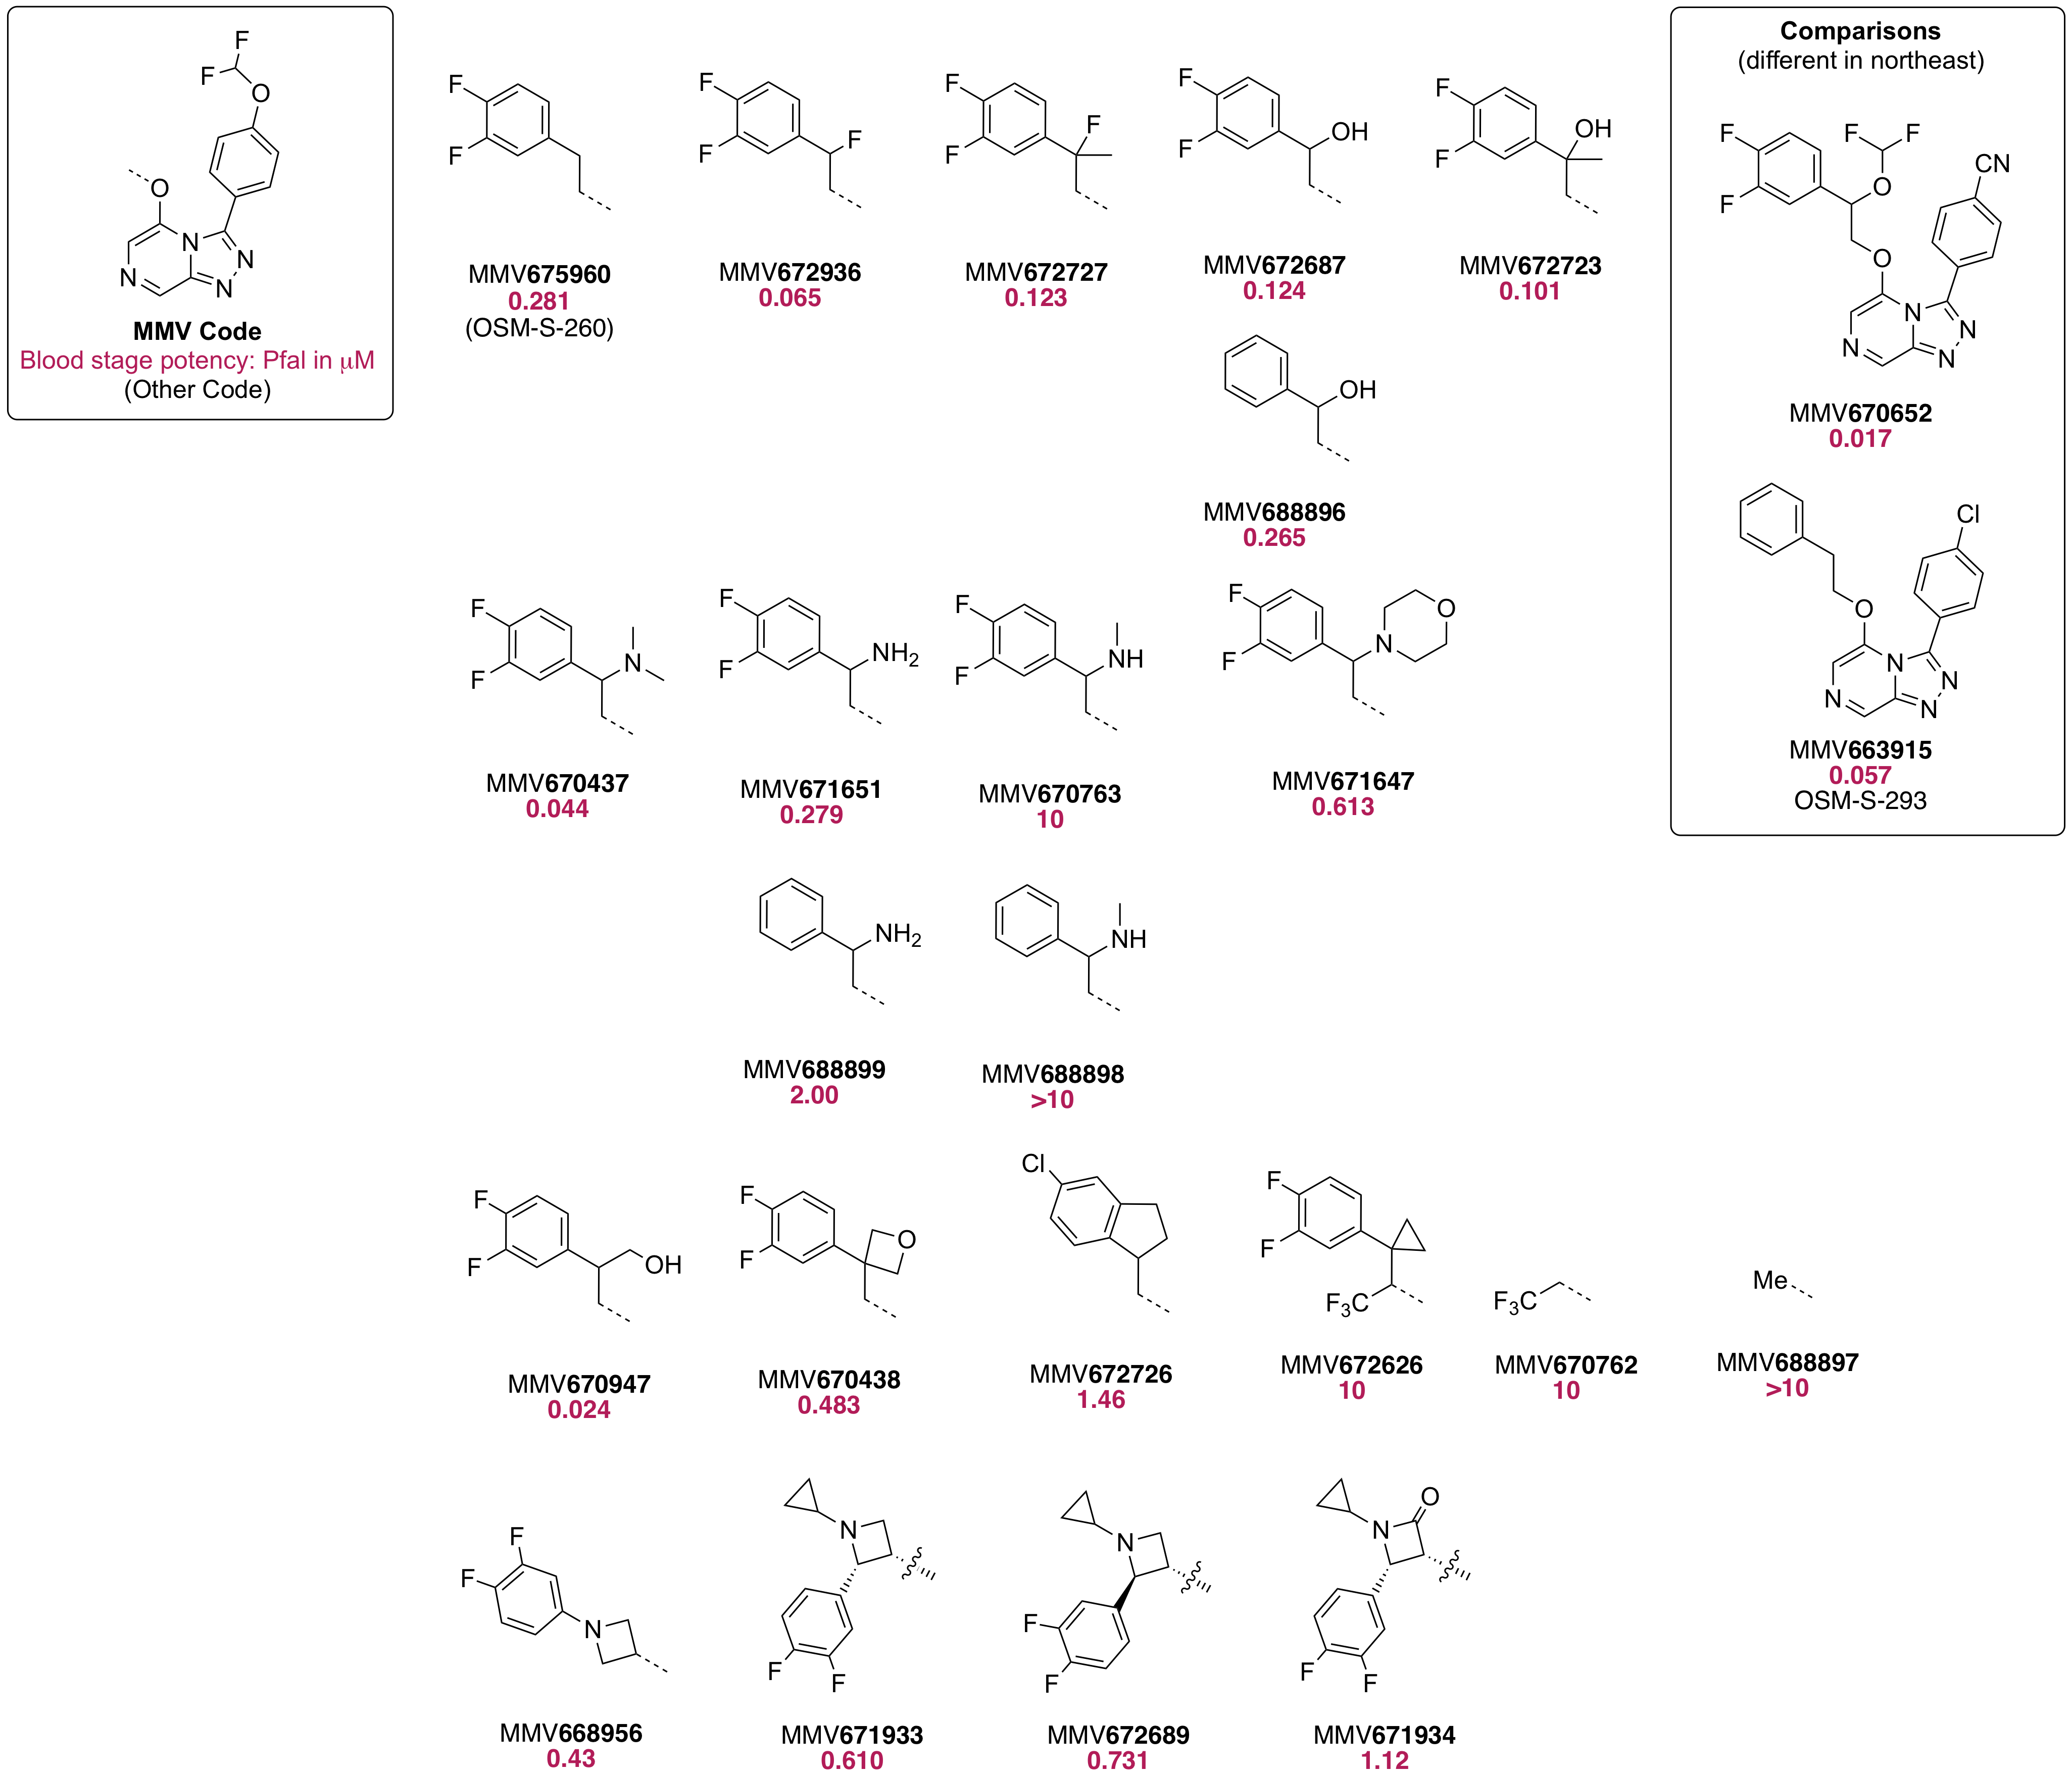 F
F
O
O
N
N
N
N
MMV Code
Blood stage potency: Pfal in μM
(Other Code)
F
F
MMV675960
0.281
(OSM-S-260)
F
F
F
MMV672936
0.065
F
F
F
MMV672727
0.123
F
F
OH
MMV672687
0.124
F
F
OH
MMV672723
0.101
OH
MMV688896
0.265
Comparisons
(different in northeast)
F
F
F
F
O
CN
O
N
N
N
N
MMV670652
0.017
Cl
O
N
N
N
N
MMV663915
0.057
OSM-S-293
F
F
N
MMV670437
0.044
F
F
NH2
MMV671651
0.279
F
F
NH
MMV670763
10
F
F
N
O
MMV671647
0.613
NH2
MMV688899
2.00
NH
MMV688898
>10
F
F
OH
MMV670947
0.024
F
F
O
MMV670438
0.483
Cl
MMV672726
1.46
F
F
F3C
MMV672626
10
F3C
MMV670762
10
Me
MMV688897
>10
F
F
N
MMV668956
0.43
N
F
F
MMV671933
0.610
N
F
F
MMV672689
0.731
O
N
F
F
MMV671934
1.12